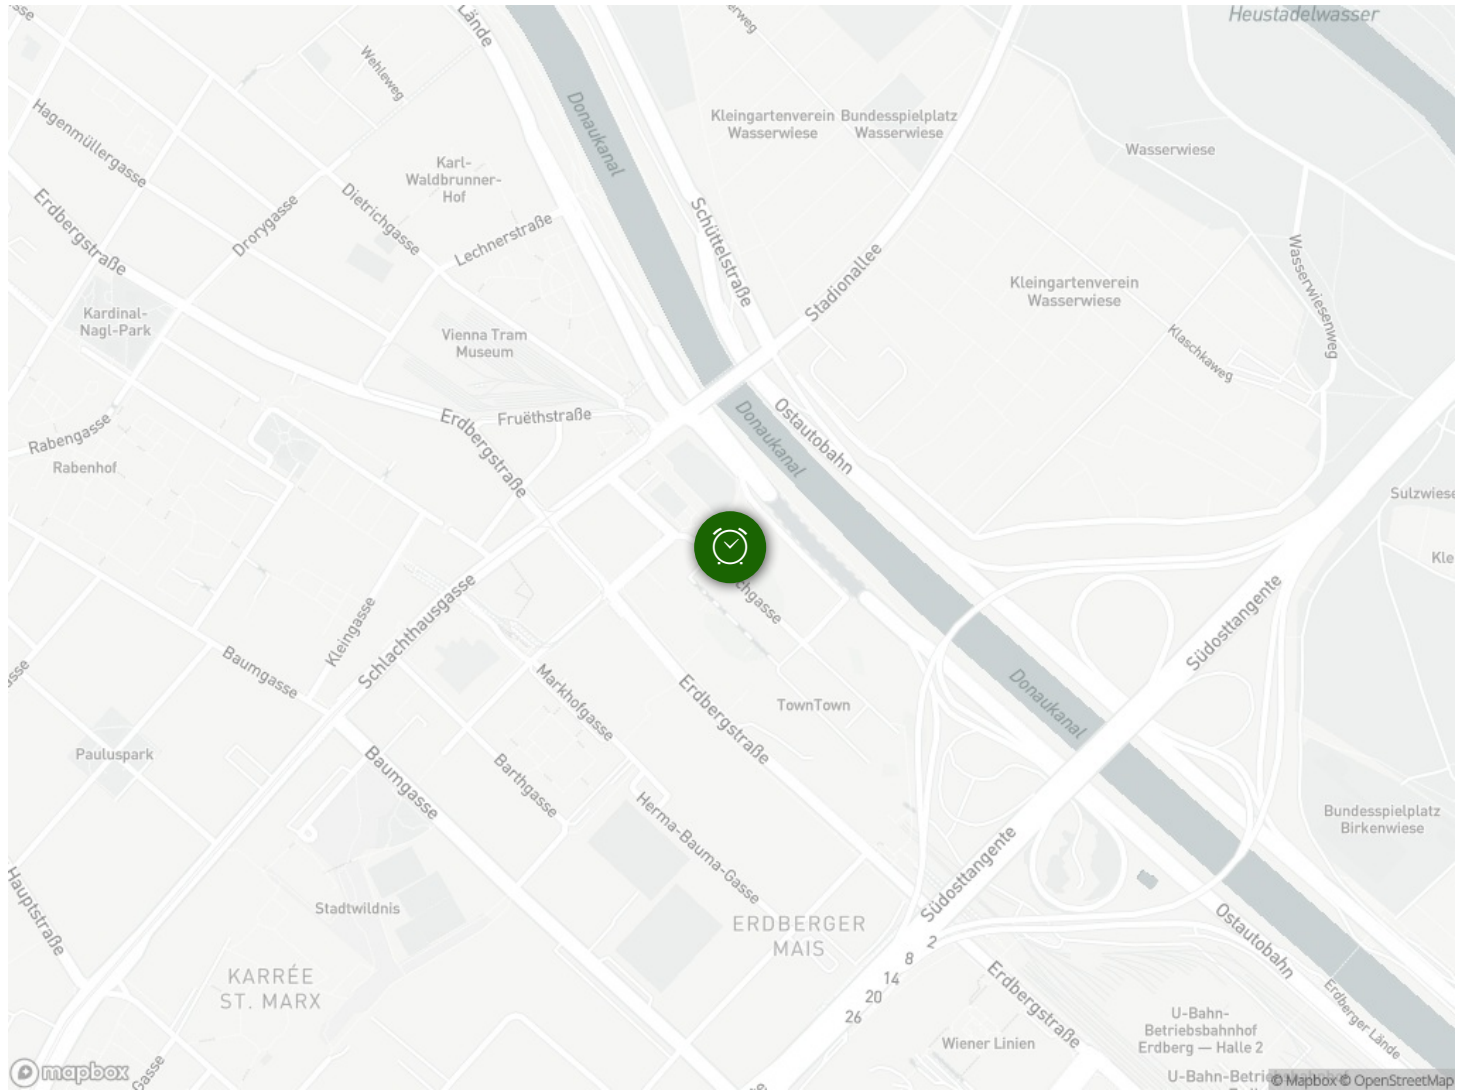 Heustadelwasser
Lände
Wehleweg
Donaukanal
Kleingartenverein
Wasserwiese
Bundesspielplatz
Wasserwiese
Wasserwiese
Hagenmüllergasse
Karl-
Waldbrunner-
Hof
Dietrichgasse
Drorygasse
Lechnerstraße
Erdbergstraße
Schüttelstraße
Stadionallee
Kleingartenverein
Wasserwiese
Wasserwiesenweg
Klaschkaweg
Kardinal-
Nagl-Park
Vienna Tram
Museum
Fruëthstraße
Erdbergstraße
Donaukanal
Ostautobahn
Rabengasse
Rabenhof
Sulzwiese
Kle
chgasse
Kleingasse
Schlachthausgasse
Baumgasse
Markhofgasse
Erdbergstraße
TownTown
Donaukanal
Südosttangente
Pauluspark
Baumgasse
Barthgasse
Herma-Bauma-Gasse
Bundesspielplatz
Birkenwiese
Südosttangente
Hauptstraße
Stadtwildnis
ERDBERGER
MAIS
2
8
14
20
26
KARRÉE
ST. MARX
Ostautobahn
Erdbergstraße
Erdberger Lände
Wiener Linien
U-Bahn-
Betriebsbahnhof
Erdberg — Halle 2
gasse
mapbox
© Mapbox © OpenStreetMap